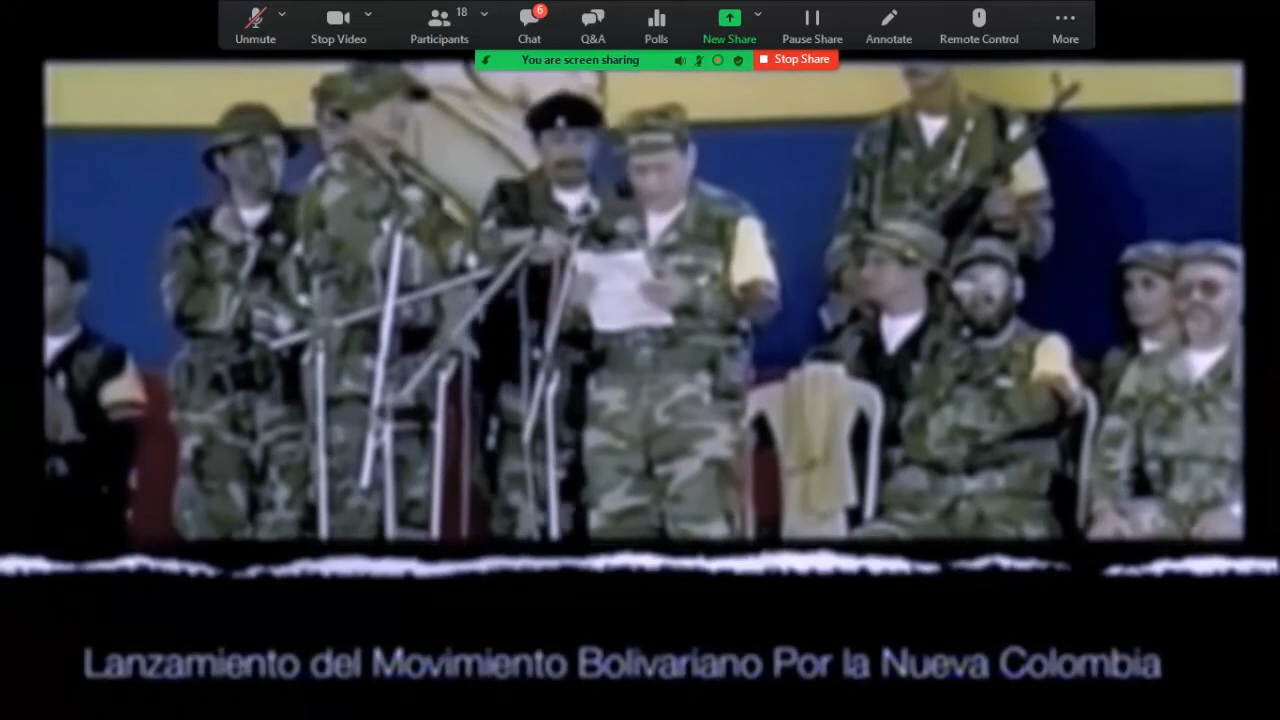 Unmute
Stop Video
Participants
18
Chat
6
Q&A
Polls
New Share
Pause Share
Annotate
Remote Control
More
You are screen sharing
Stop Share
Lanzamiento del Movimiento Bolivariano Por la Nueva Colombia